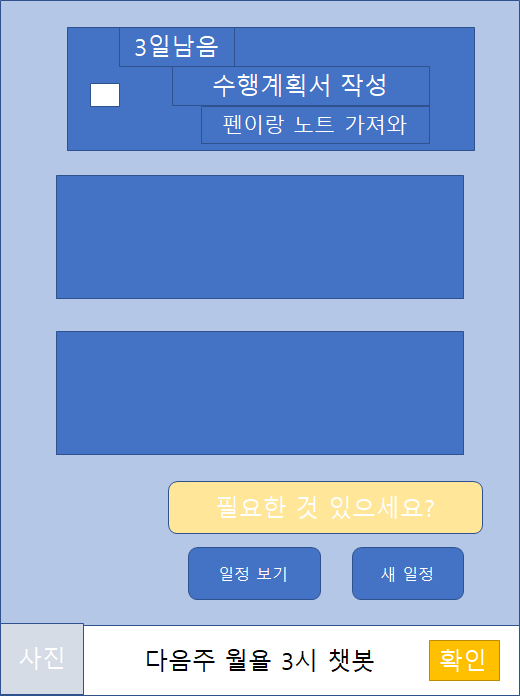 3일남음
수행계획서 작성
펜이랑 노트 가져와
필요한 것 있으세요?
일정 보기
새 일정
사진
다음주 월욜 3시 챗봇
확인